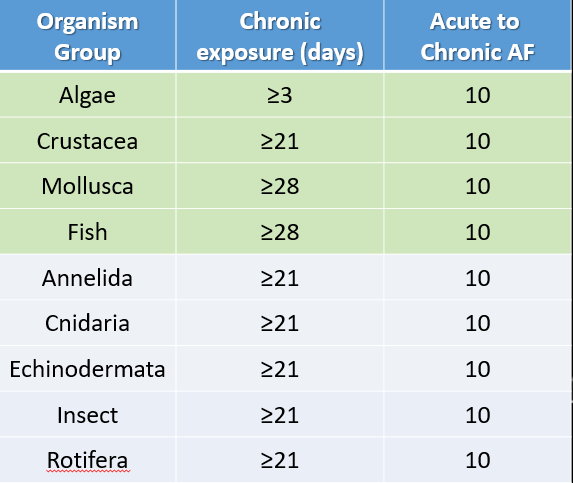 Organism Group Chronic exposure (days) Acute to Chronic AF
Algae ≥3 10
Crustacea ≥21 10
Mollusca ≥28 10
Fish ≥28 10
Annelida ≥21 10
Cnidaria ≥21 10
Echinodermata ≥21 10
Insect ≥21 10
Rotifera ≥21 10